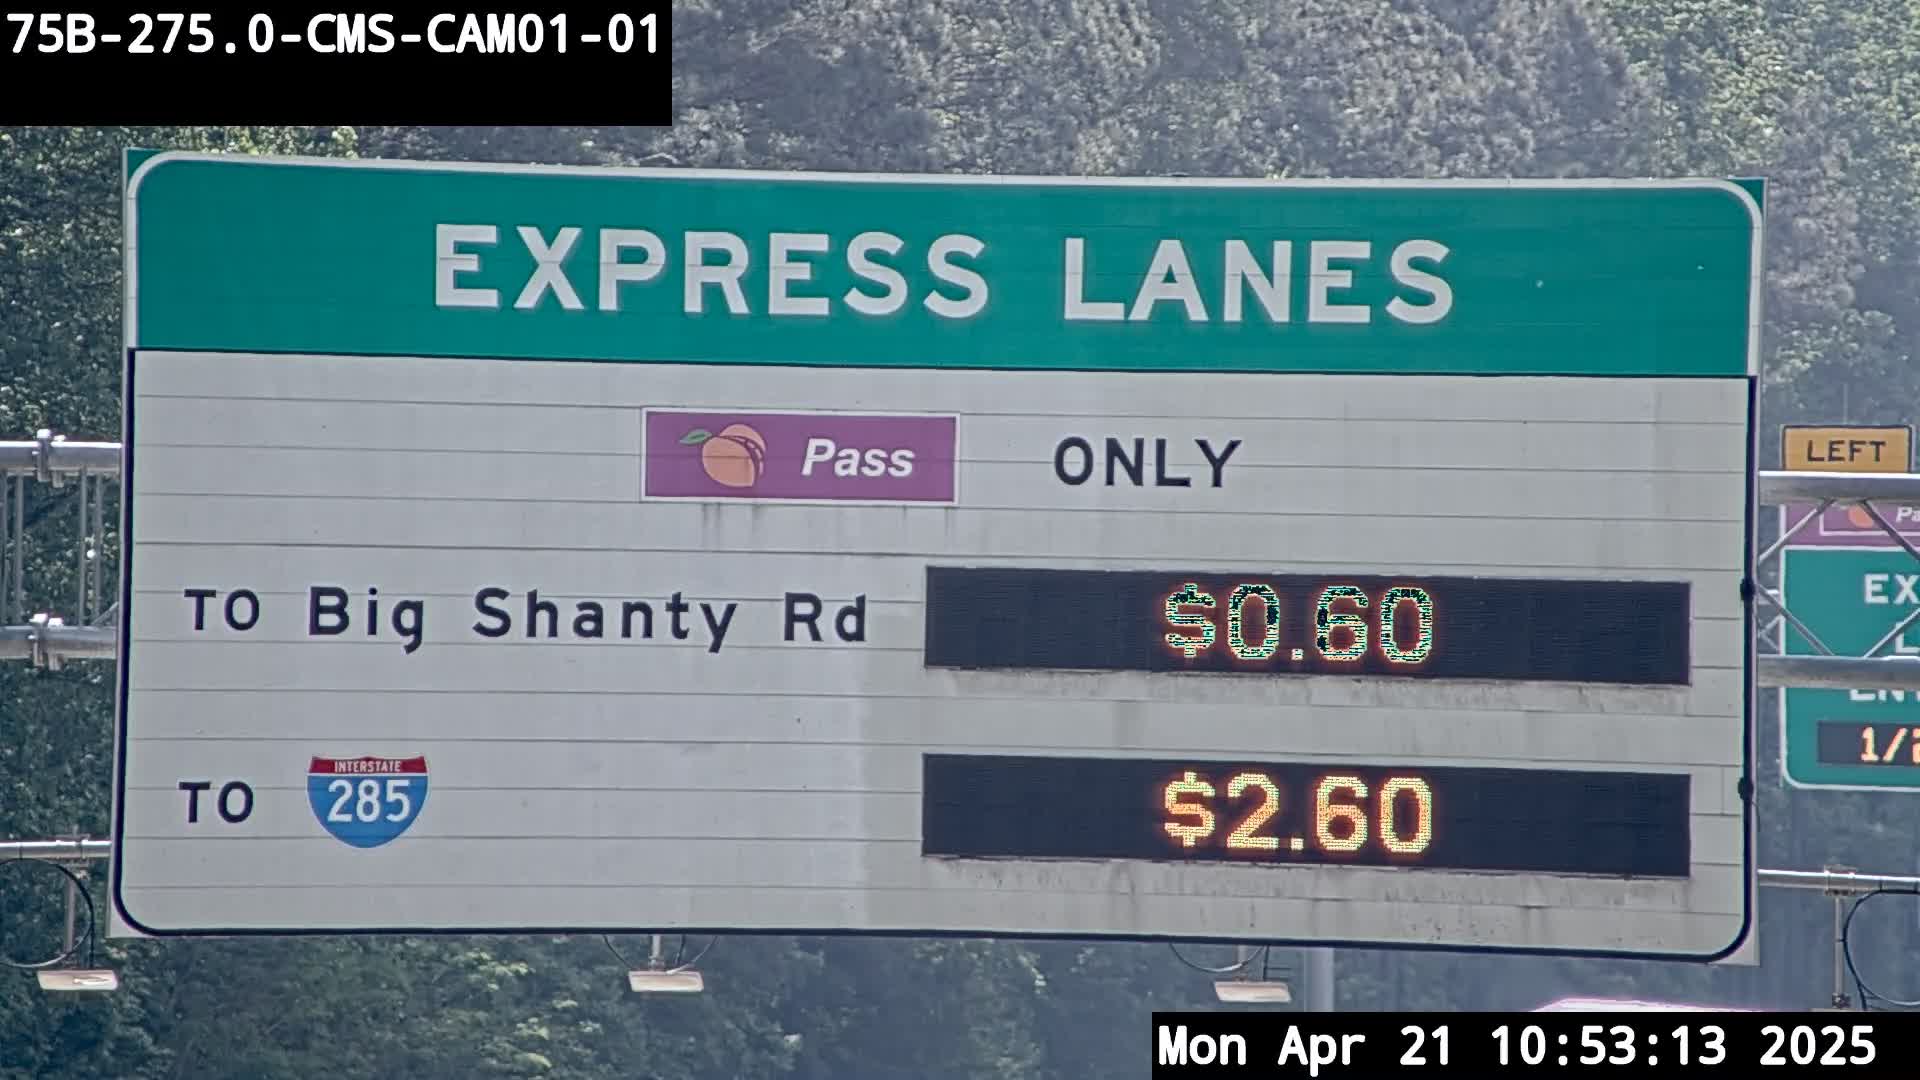 75B-275.0-CMS-CAM01-01
EXPRESS LANES
Pass ONLY
TO Big Shanty Rd $0.60
TO INTERSTATE 285 $2.60
LEFT
Mon Apr 21 10:53:13 2025